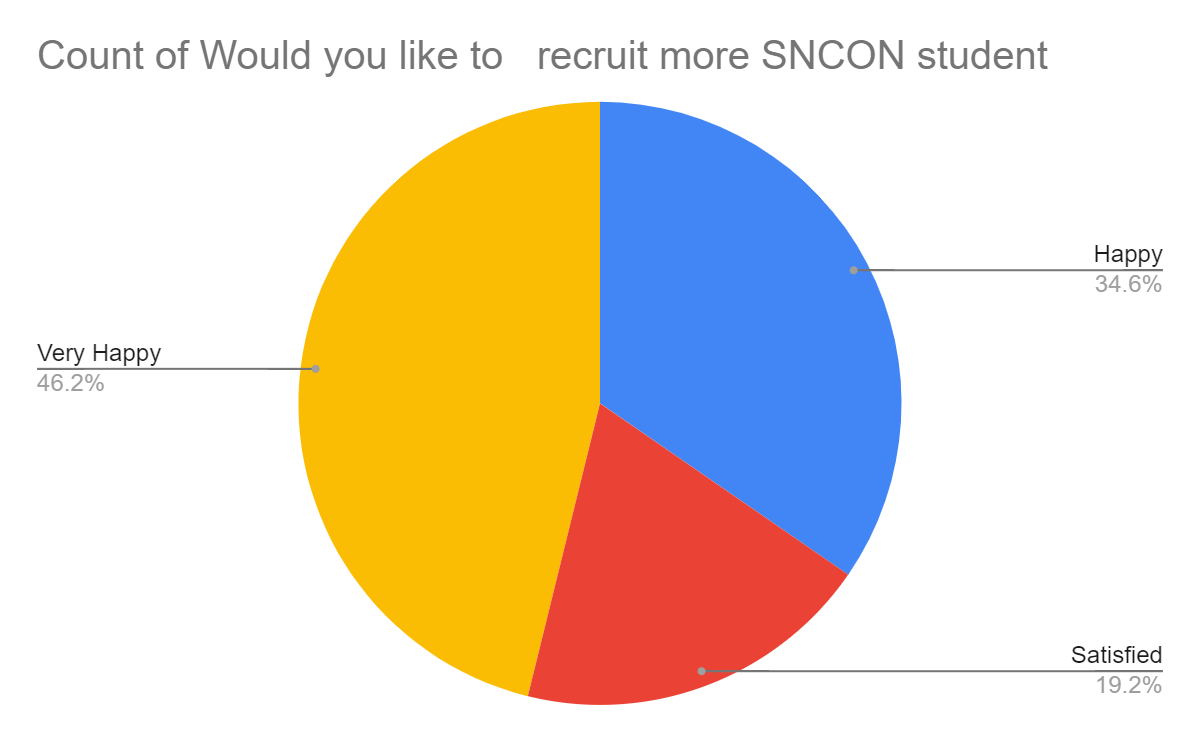 Count of Would you like to   recruit more SNCON student
Happy
34.6%
Very Happy
46.2%
Satisfied
19.2%